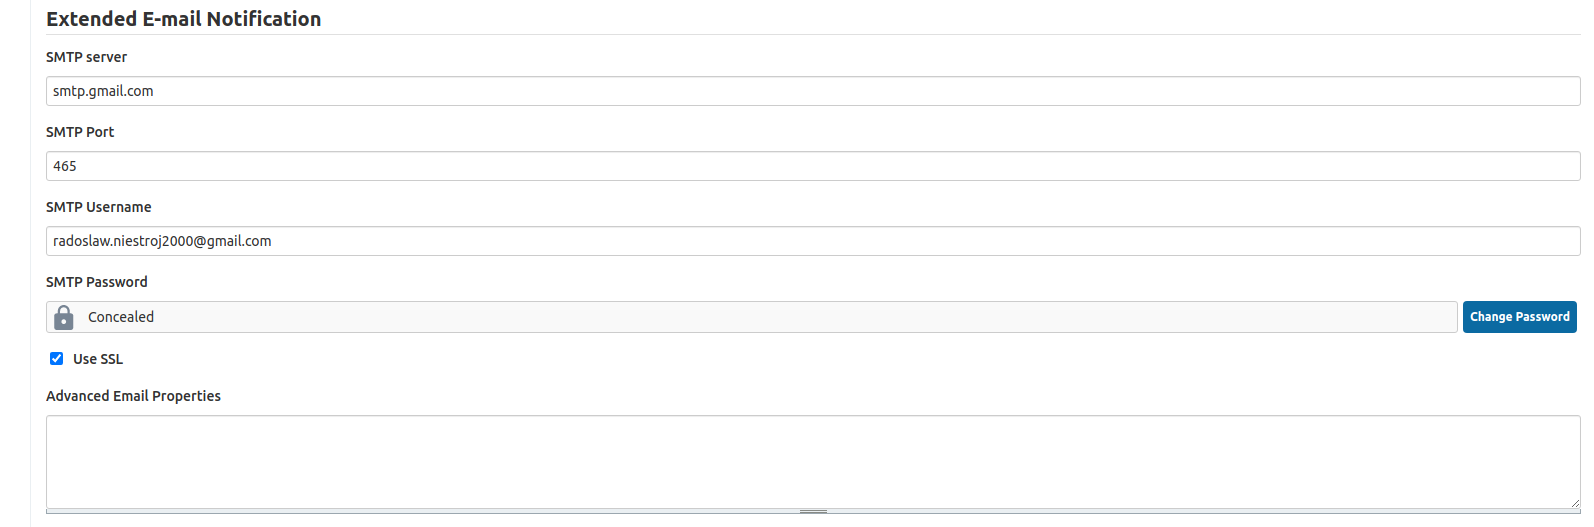 Extended E-mail Notification
SMTP server
smtp.gmail.com
SMTP Port
465
SMTP Username
radoslaw.niestroj2000@gmail.com
SMTP Password
Concealed
Change Password
Use SSL
Advanced Email Properties